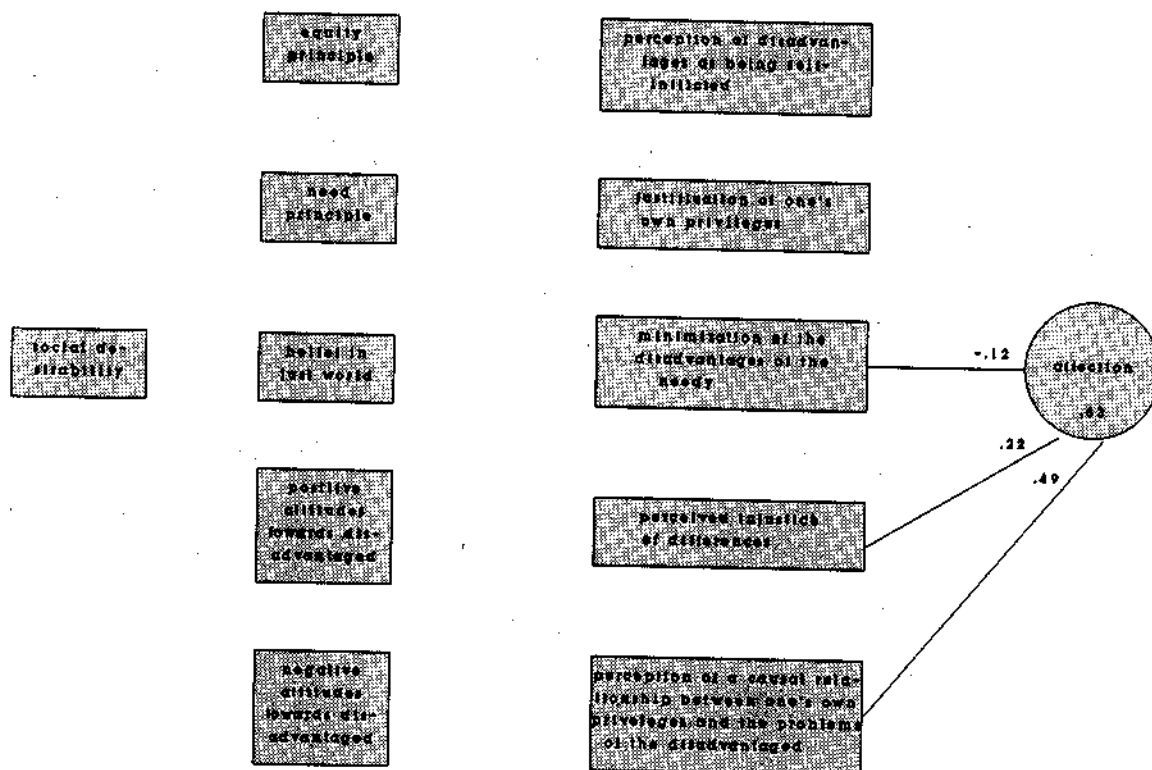 equity
principle
perception of disadvan-
tages as being self-
inflicted
need
principle
justification of one's
own privileges
social de-
sirability
belief in
just world
minimization of the
disadvantages of the
needy
-.12
affection
.22
.49
positive
attitudes
towards dis-
advantaged
perceived injustice
of differences
negative
attitudes
towards dis-
advantaged
perception of a causal rela-
tionship between one's own
priveleges and the problems
of the disadvantaged